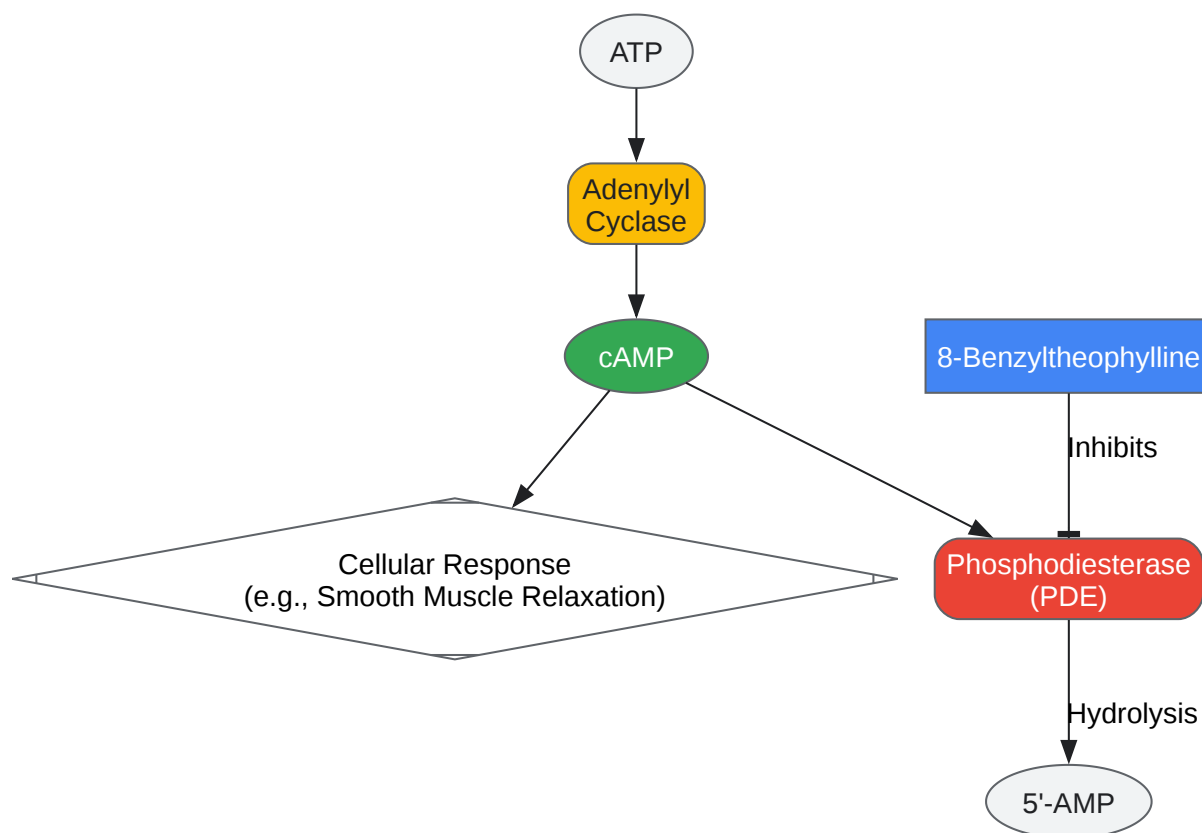 ATP
Adenylyl
Cyclase
cAMP
8-Benzyltheophylline
Inhibits
Cellular Response
(e.g., Smooth Muscle Relaxation)
Phosphodiesterase
(PDE)
Hydrolysis
5'-AMP